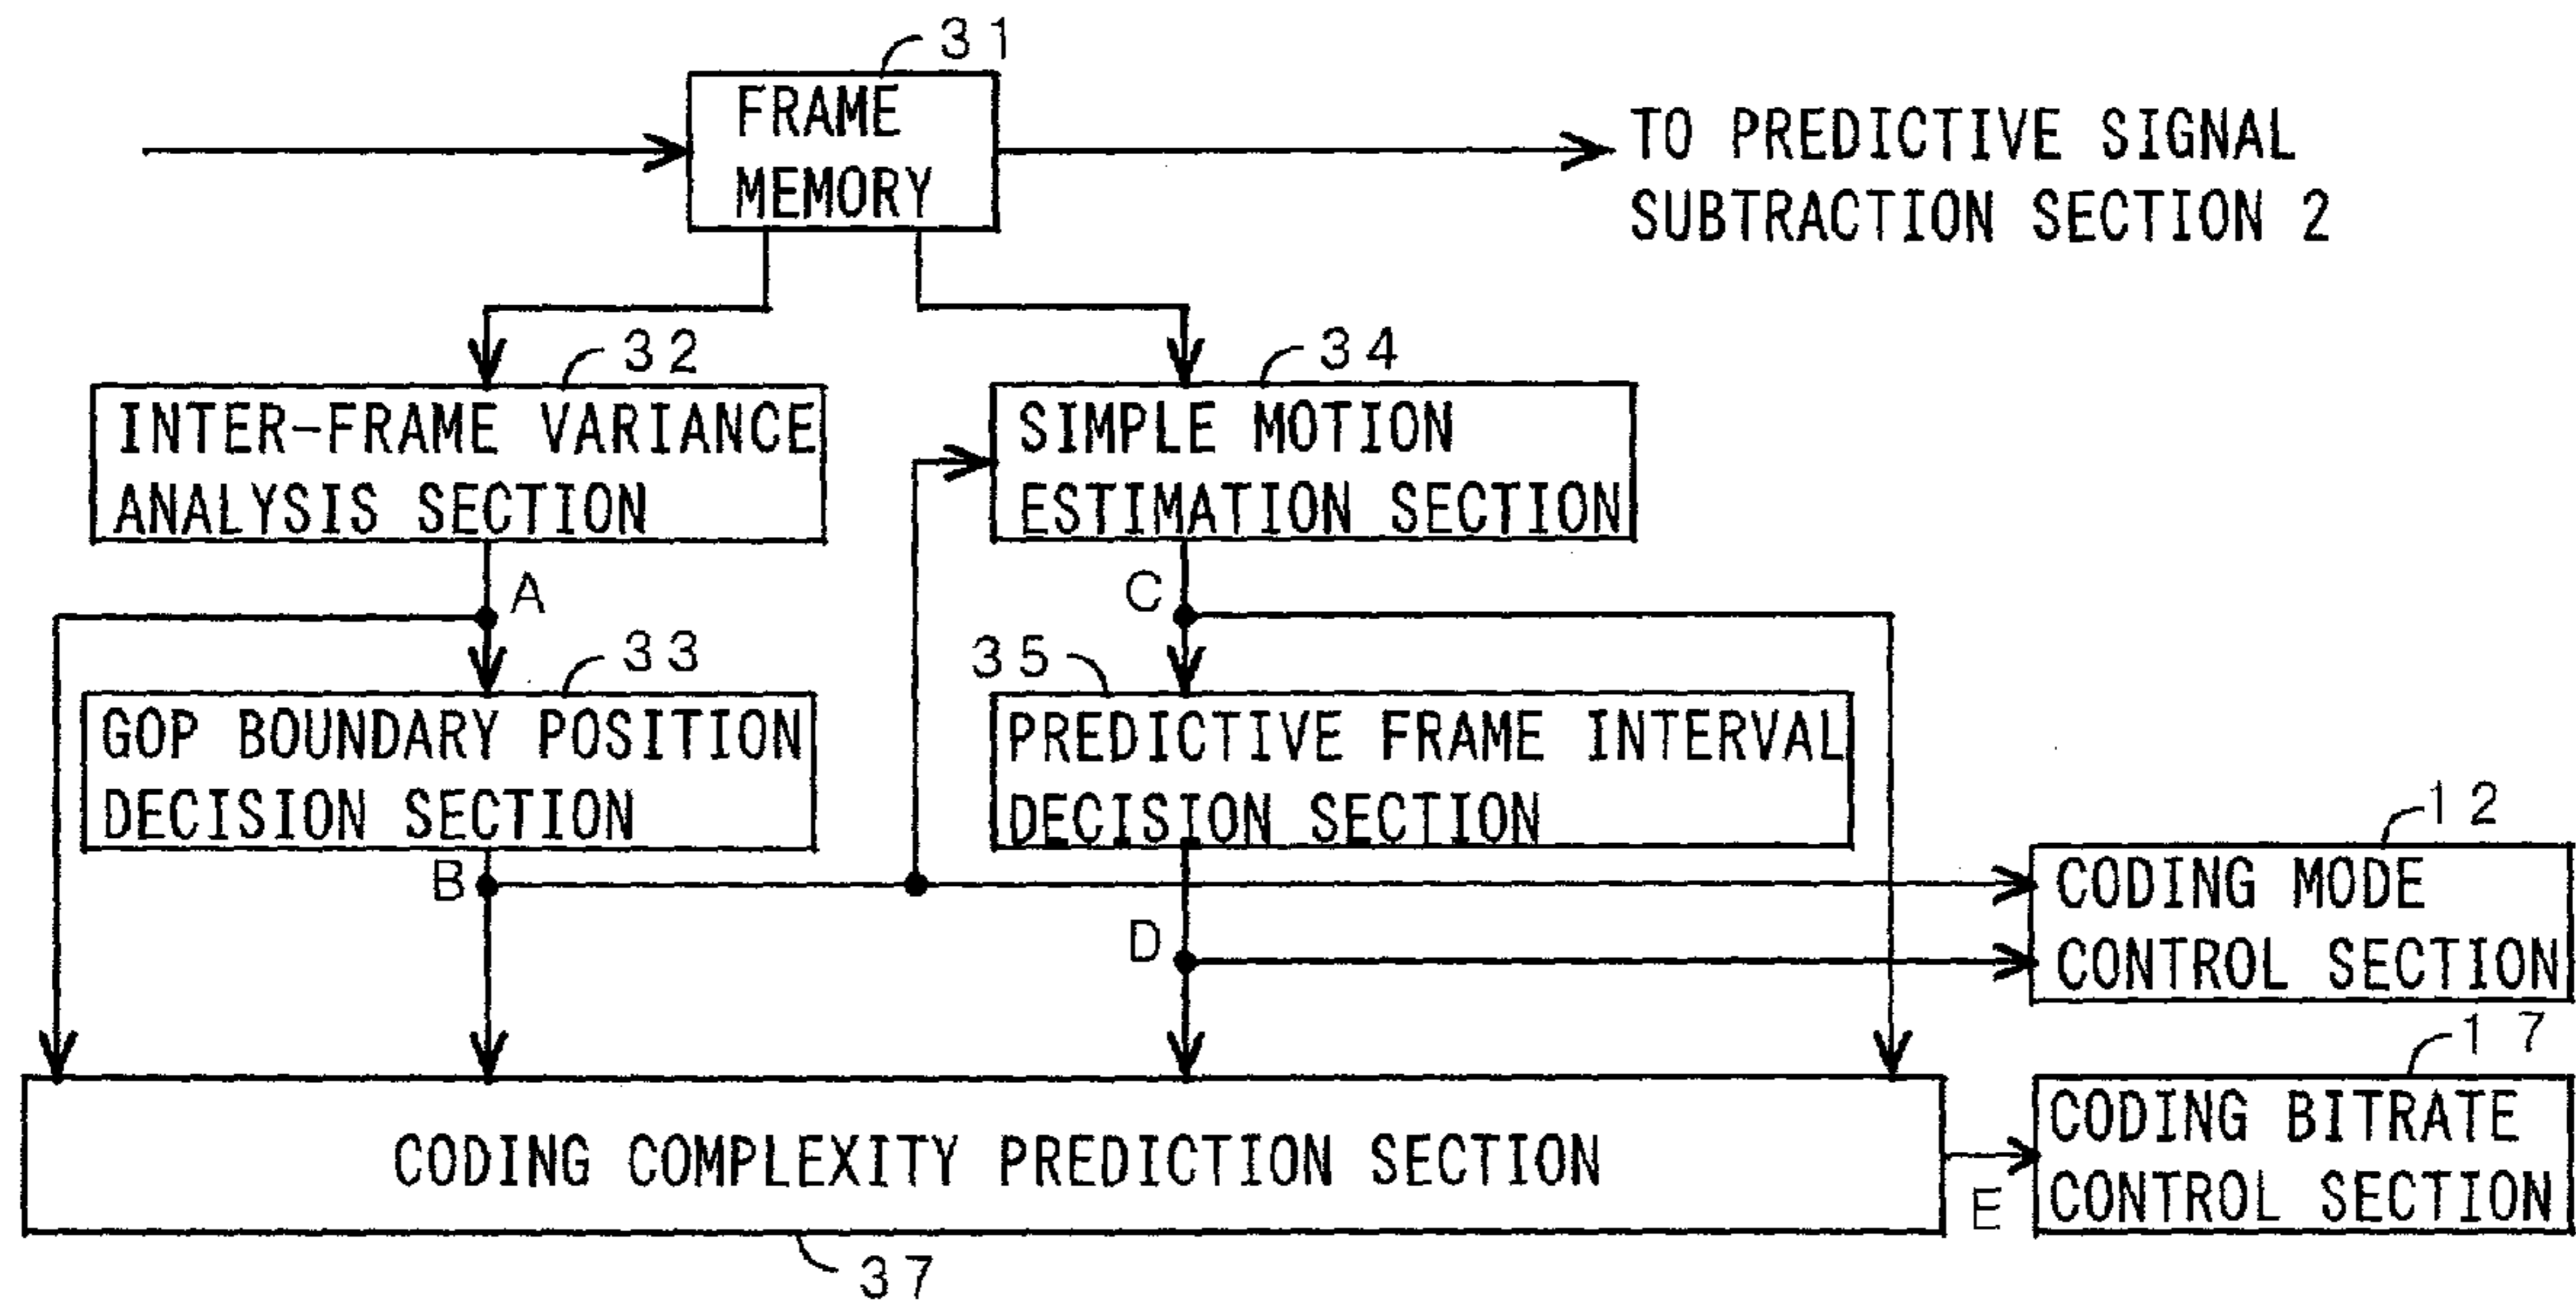 31
FRAME
MEMORY
TO PREDICTIVE SIGNAL
SUBTRACTION SECTION 2
32
INTER-FRAME VARIANCE
ANALYSIS SECTION
34
SIMPLE MOTION
ESTIMATION SECTION
A
C
33
GOP BOUNDARY POSITION
DECISION SECTION
35
PREDICTIVE FRAME INTERVAL
DECISION SECTION
B
D
12
CODING MODE
CONTROL SECTION
CODING COMPLEXITY PREDICTION SECTION
37
E
17
CODING BITRATE
CONTROL SECTION